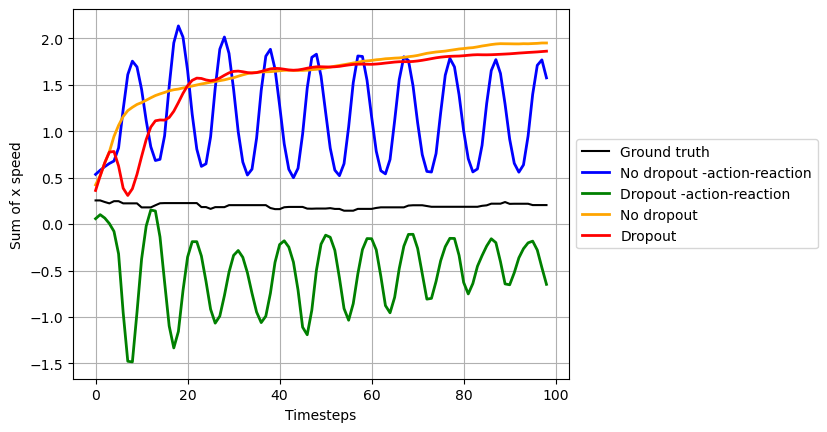 2.0
1.5
1.0
0.5
0.0
−0.5
−1.0
−1.5
Sum of x speed
0 20 40 60 80 100
Timesteps
Ground truth
No dropout -action-reaction
Dropout -action-reaction
No dropout
Dropout